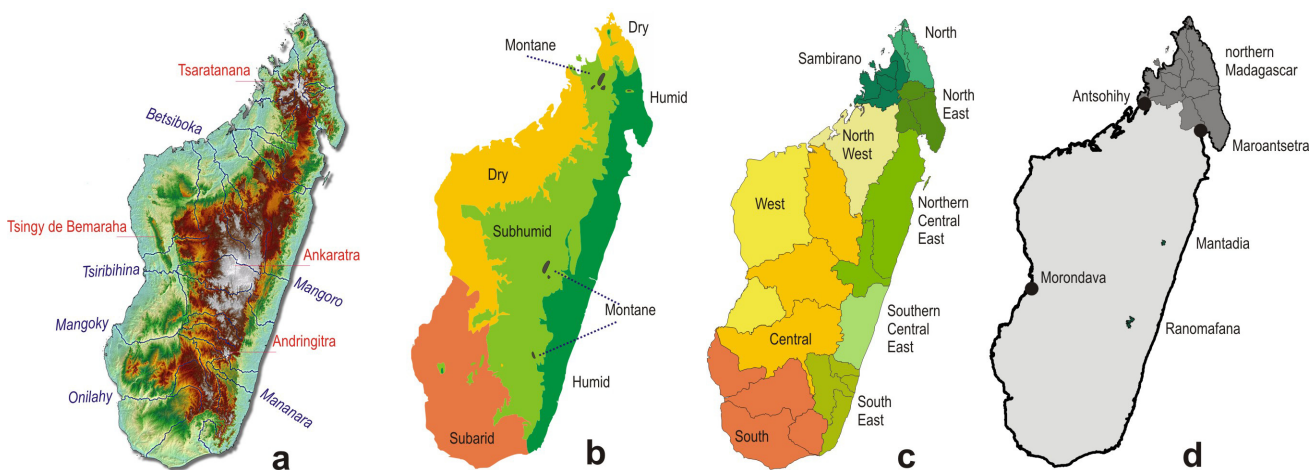 Tsaratanana
Betsiboka
Tsingy de Bemaraha
Tsiribihina
Ankaratra
Mangoro
Mangoky
Andringitra
Onilahy
Mananara
a
Dry
Montane
Humid
Dry
Subhumid
Montane
Humid
Subarid
b
North
Sambirano
North
East
North
West
West
Northern
Central
East
Southern
Central
East
Central
South
East
South
c
northern
Madagascar
Antsohihy
Maroantsetra
Mantadia
Morondava
Ranomafana
d